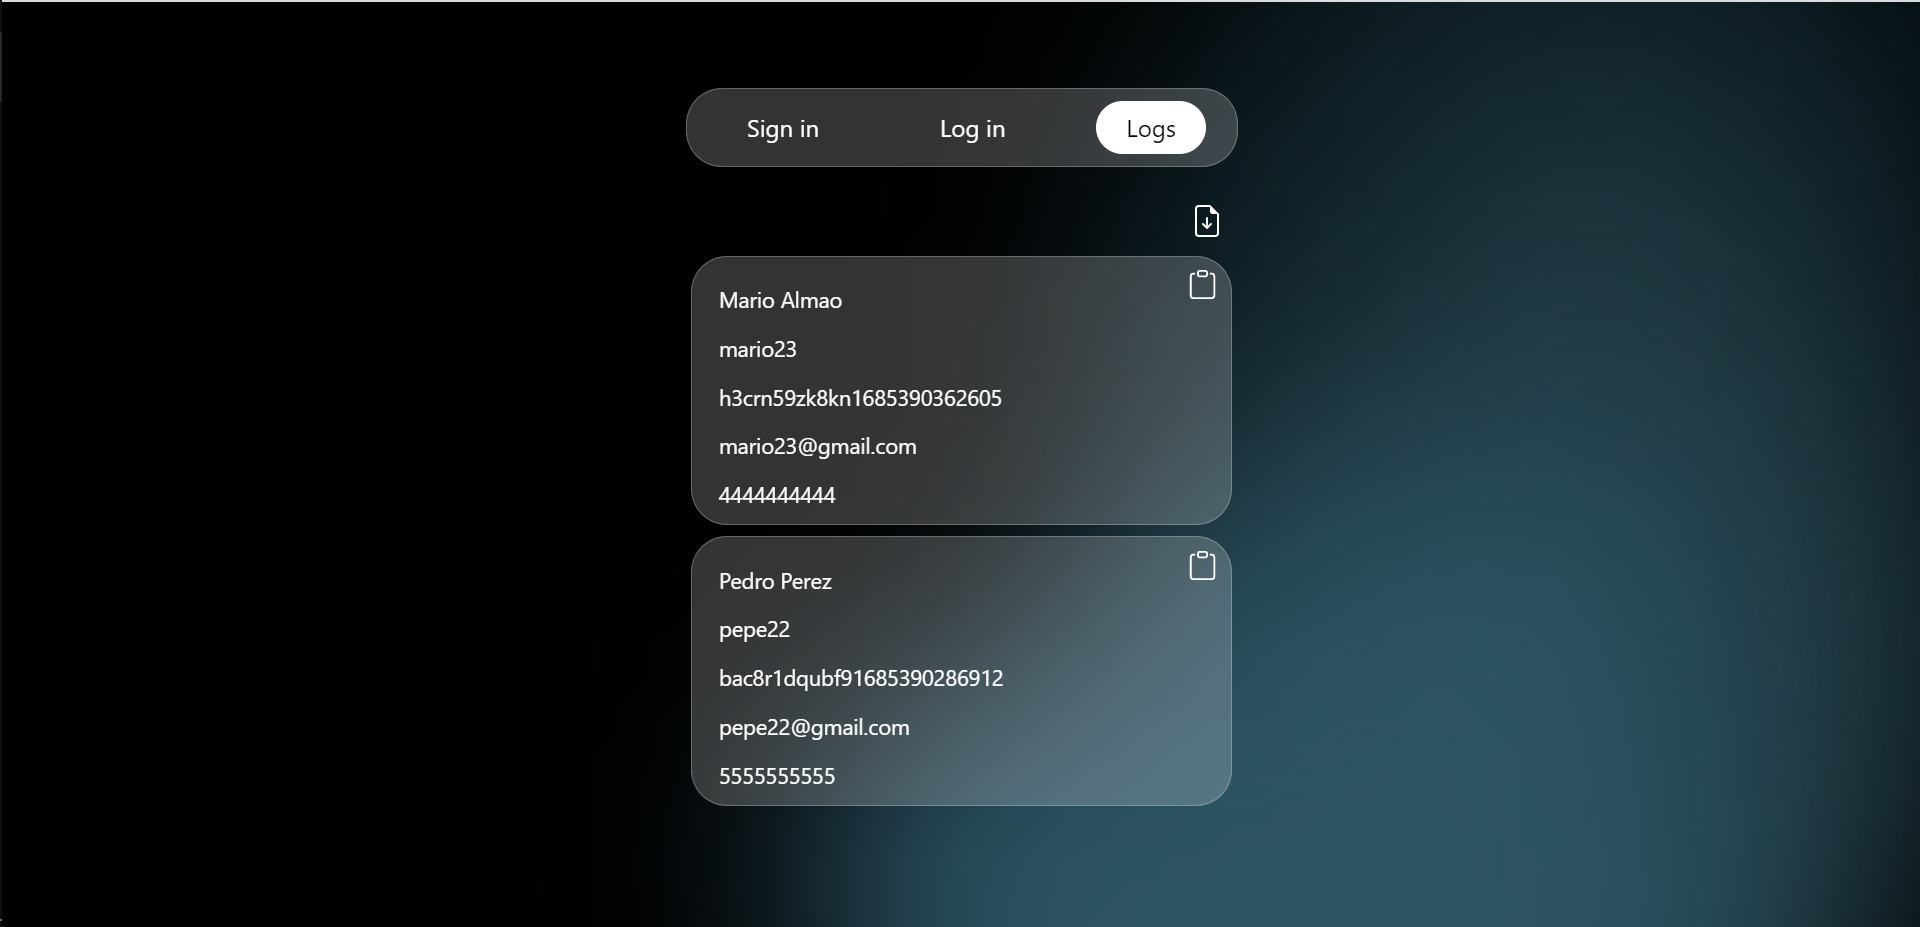 Sign in
Log in
Logs
Mario Almao
mario23
h3crn59zk8kn1685390362605
mario23@gmail.com
4444444444
Pedro Perez
pepe22
bac8r1dqubf91685390286912
pepe22@gmail.com
5555555555